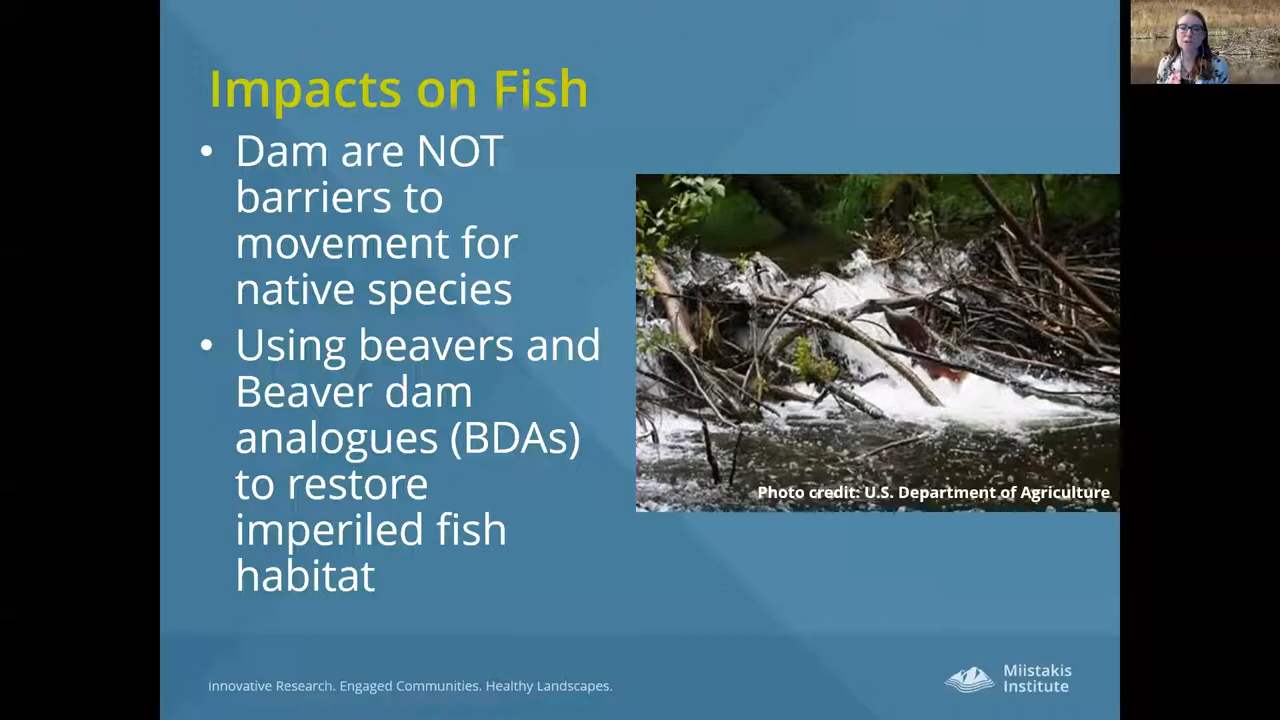 Impacts on Fish
• Dam are NOT
barriers to
movement for
native species
• Using beavers and
Beaver dam
analogues (BDAs)
to restore
imperiled fish
habitat
Photo credit: U.S. Department of Agriculture
Innovative Research. Engaged Communities. Healthy Landscapes.
Miistakis
Institute